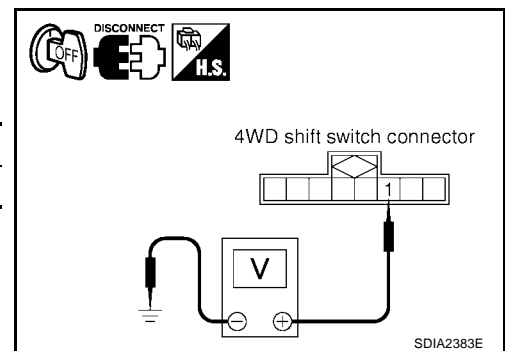 OFF
DISCONNECT
H.S.
4WD shift switch connector
1
V
− +
SDIA2383E